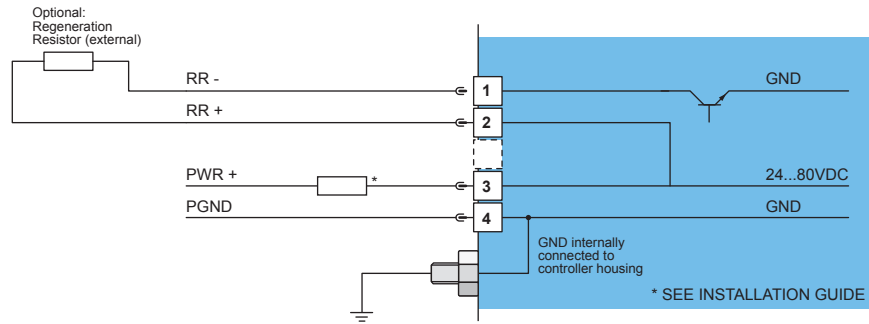 Optional:
Regeneration
Resistor (external)
RR -
1
GND
RR +
2
PWR +
*
3
24...80VDC
PGND
4
GND
GND internally
connected to
controller housing
* SEE INSTALLATION GUIDE